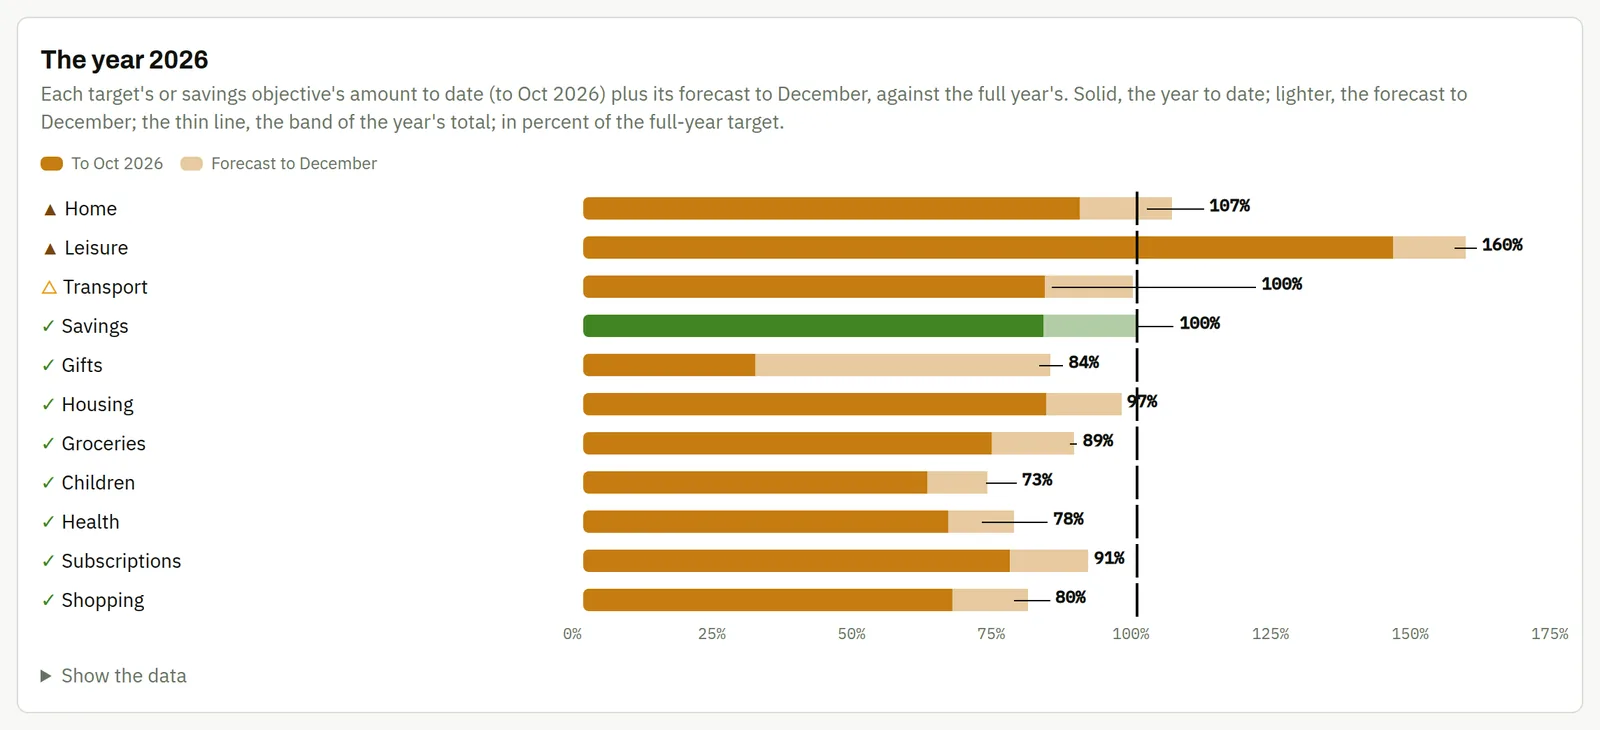 The year 2026
Each target's or savings objective's amount to date (to Oct 2026) plus its forecast to December, against the full year's. Solid, the year to date; lighter, the forecast to
December; the thin line, the band of the year's total; in percent of the full-year target.
To Oct 2026 Forecast to December
▲ Home 107%
▲ Leisure 160%
△ Transport 100%
✓ Savings 100%
✓ Gifts 84%
✓ Housing 97%
✓ Groceries 89%
✓ Children 73%
✓ Health 78%
✓ Subscriptions 91%
✓ Shopping 80%
0% 25% 50% 75% 100% 125% 150% 175%
▶ Show the data